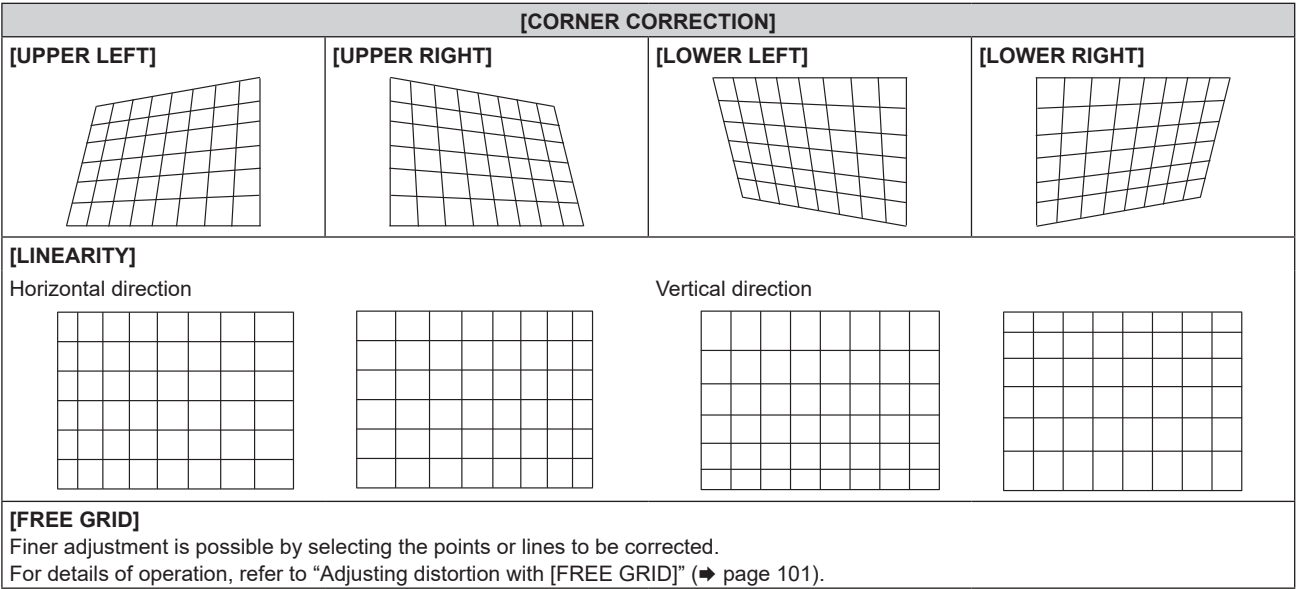 [CORNER CORRECTION]
[UPPER LEFT]
[UPPER RIGHT]
[LOWER LEFT]
[LOWER RIGHT]
[LINEARITY]
Horizontal direction
Vertical direction
[FREE GRID]
Finer adjustment is possible by selecting the points or lines to be corrected.
For details of operation, refer to “Adjusting distortion with [FREE GRID]” (➡ page 101).